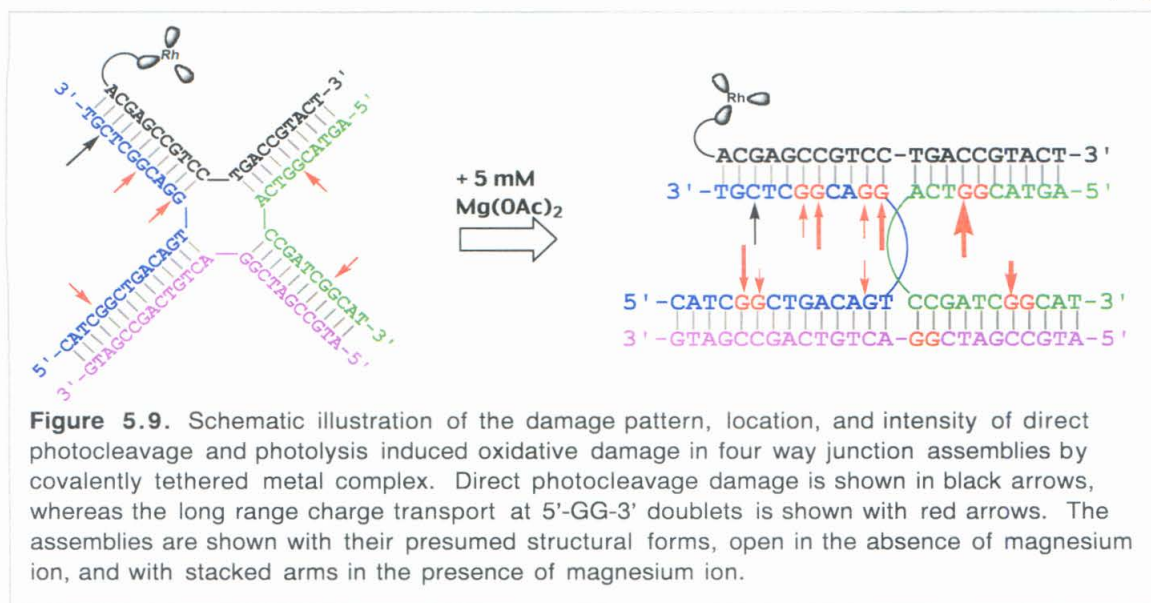 Rh
3'-TGCTCGGCAGG
ACGAGCCGTCC
TGACCGTACT-3'
ACTGGCATGA-5'
5'-CATCGGCTGACAGT
3'-GTAGCCGACTGTCA
CCGATCGGCAT-3'
GGCTAGCCGTA-5'
+ 5 mM
Mg(OAc)2
Rh
ACGAGCCGTCC-TGACCGTACT-3'
3'-TGCTCGGCAGG ACTGGCATGA-5'
5'-CATCGGCTGACAGT CCGATCGGCAT-3'
3'-GTAGCCGACTGTCA-GGCTAGCCGTA-5'
Figure 5.9. Schematic illustration of the damage pattern, location, and intensity of direct
photocleavage and photolysis induced oxidative damage in four way junction assemblies by
covalently tethered metal complex. Direct photocleavage damage is shown in black arrows,
whereas the long range charge transport at 5'-GG-3' doublets is shown with red arrows. The
assemblies are shown with their presumed structural forms, open in the absence of magnesium
ion, and with stacked arms in the presence of magnesium ion.